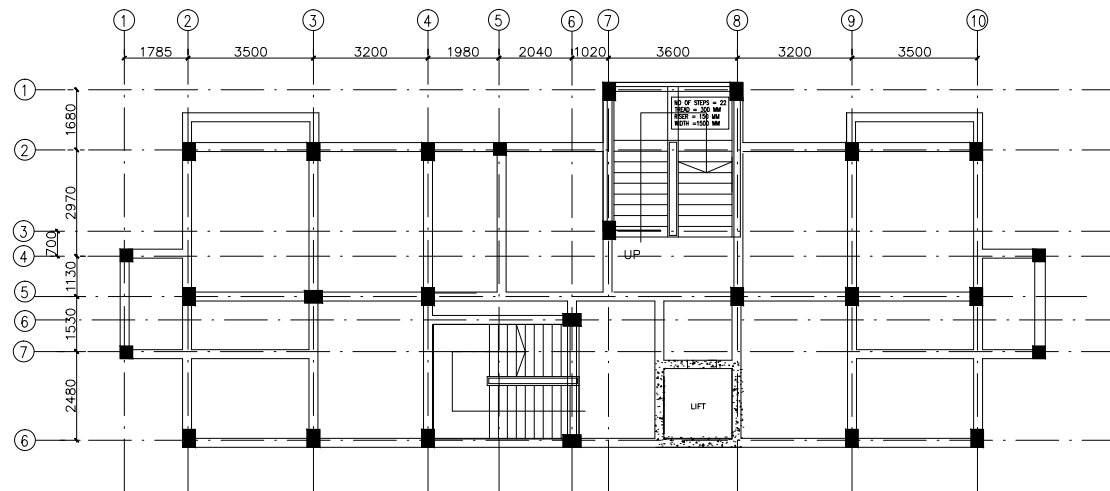 1 2 3 4 5 6 7 8 9 10
1785 3500 3200 1980 2040 1020 3600 3200 3500
1
1680
NO OF STEPS = 22
TREAD = 300 MM
RISER = 150 MM
WIDTH =1500 MM
2
2970
3
700
UP
4
1130
5
6
1530
7
2480
LIFT
6